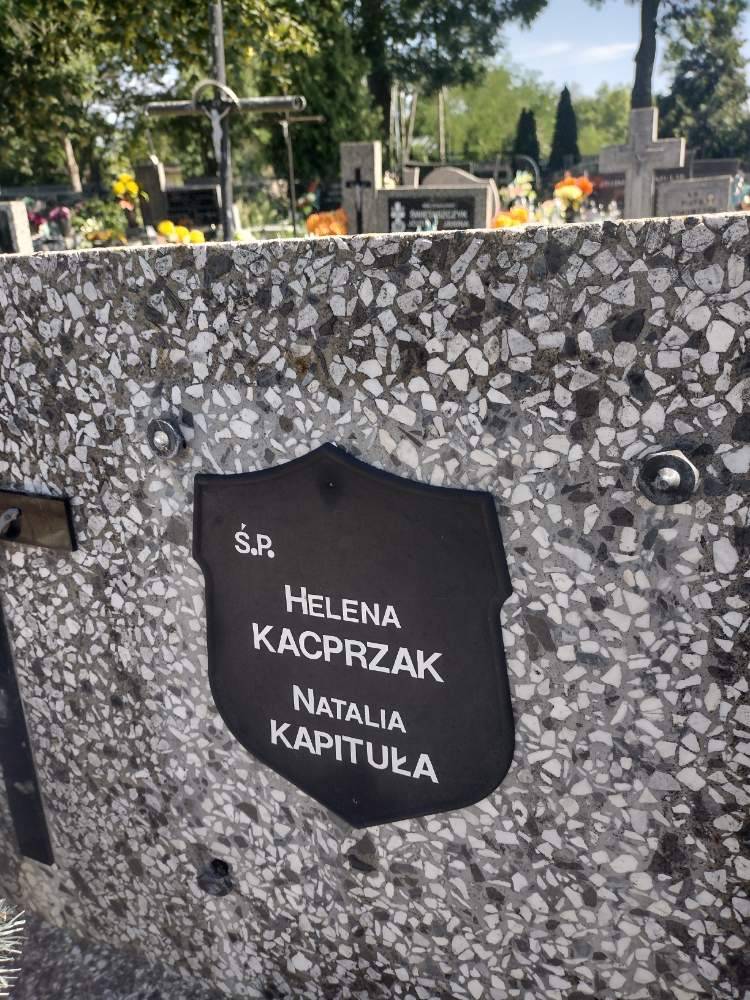 Ś.P.
HELENA
KACPRZAK
NATALIA
KAPITUŁA